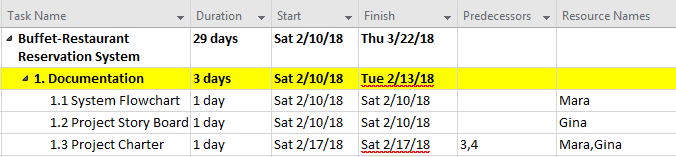 Task Name Duration Start Finish Predecessors Resource Names
Buffet-Restaurant 29 days Sat 2/10/18 Thu 3/22/18
Reservation System
1. Documentation 3 days Sat 2/10/18 Tue 2/13/18
1.1 System Flowchart 1 day Sat 2/10/18 Sat 2/10/18 Mara
1.2 Project Story Board 1 day Sat 2/10/18 Sat 2/10/18 Gina
1.3 Project Charter 1 day Sat 2/17/18 Sat 2/17/18 3,4 Mara,Gina